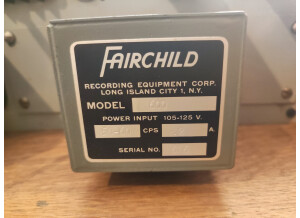 FAIRCHILD
RECORDING EQUIPMENT CORP.
LONG ISLAND CITY 1, N.Y.
MODEL
POWER INPUT 105-125 V.
CPS A.
SERIAL NO.